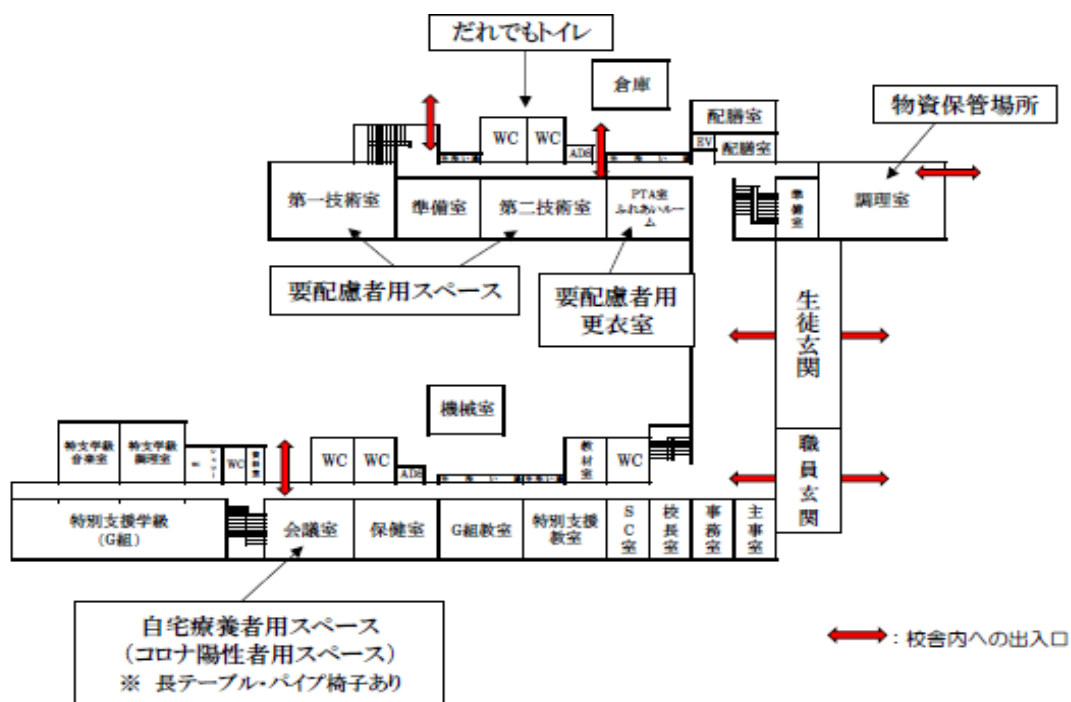 だれでもトイレ
倉庫
物資保管場所
配膳室
WC
WC
EV
配膳室
第一技術室
準備室
第二技術室
PTA室
ふれあいルー
ム
準備室
調理室
要配慮者用スペース
要配慮者用
更衣室
生徒玄関
機械室
特支学級
音楽室
特支学級
調理室
WC
WC
WC
教材室
WC
職員玄関
特別支援学級
(G組)
会議室
保健室
G組教室
特別支援
教室
SC室
校長室
事務室
主事室
自宅療養者用スペース
(コロナ陽性者用スペース)
※ 長テーブル・パイプ椅子あり
:校舎内への出入口